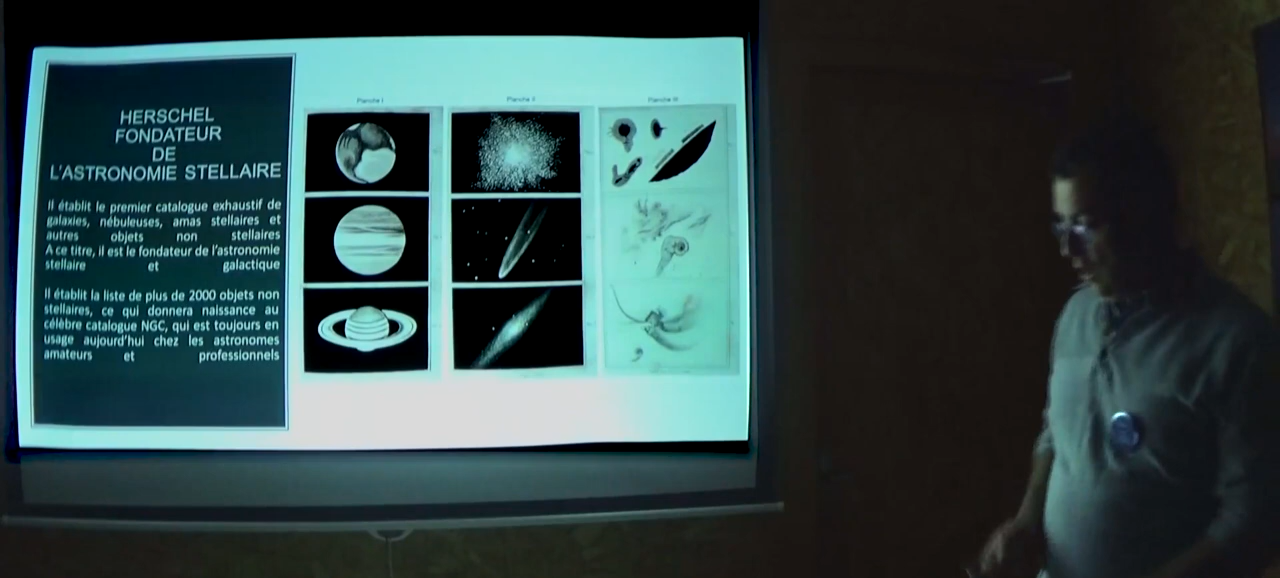 HERSCHEL
FONDATEUR
DE
L'ASTRONOMIE STELLAIRE
Il établit le premier catalogue exhaustif de
galaxies, nébuleuses, amas stellaires et
autres objets non stellaires
A ce titre, il est le fondateur de l'astronomie
stellaire et galactique
Il établit la liste de plus de 2000 objets non
stellaires, ce qui donnera naissance au
célèbre catalogue NGC, qui est toujours en
usage aujourd'hui chez les astronomes
amateurs et professionnels
Planche I
Planche II
Planche III